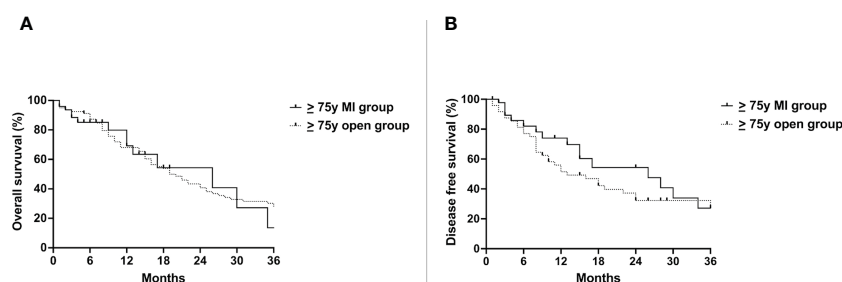 A
Overall survuval (%)
100
80
60
40
20
0
0 6 12 18 24 30 36
Months
≥ 75y MI group
≥ 75y open group
B
Disease free survival (%)
100
80
60
40
20
0
0 6 12 18 24 30 36
Months
≥ 75y MI group
≥ 75y open group